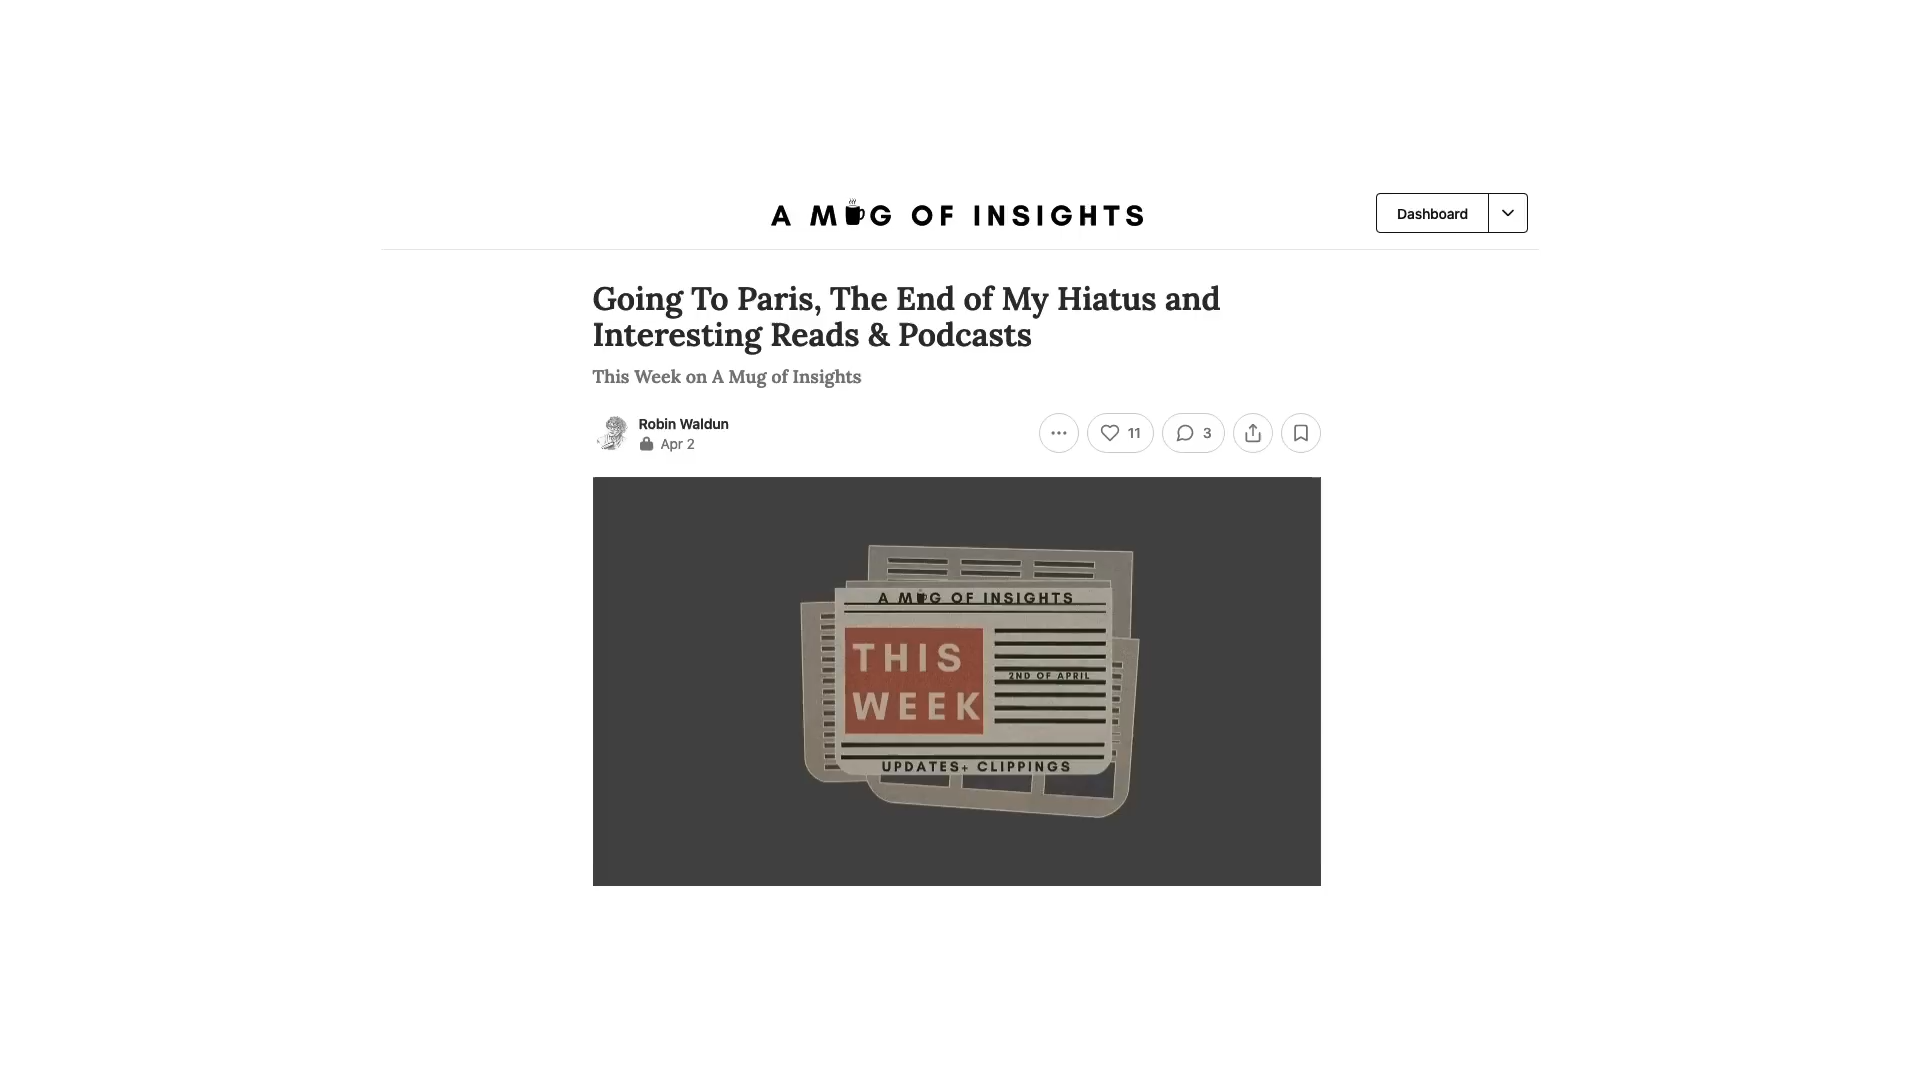 A MUG OF INSIGHTS
Dashboard
Going To Paris, The End of My Hiatus and
Interesting Reads & Podcasts
This Week on A Mug of Insights
Robin Waldun
Apr 2
11
3
A MUG OF INSIGHTS
THIS
WEEK
2ND OF APRIL
UPDATES+ CLIPPINGS